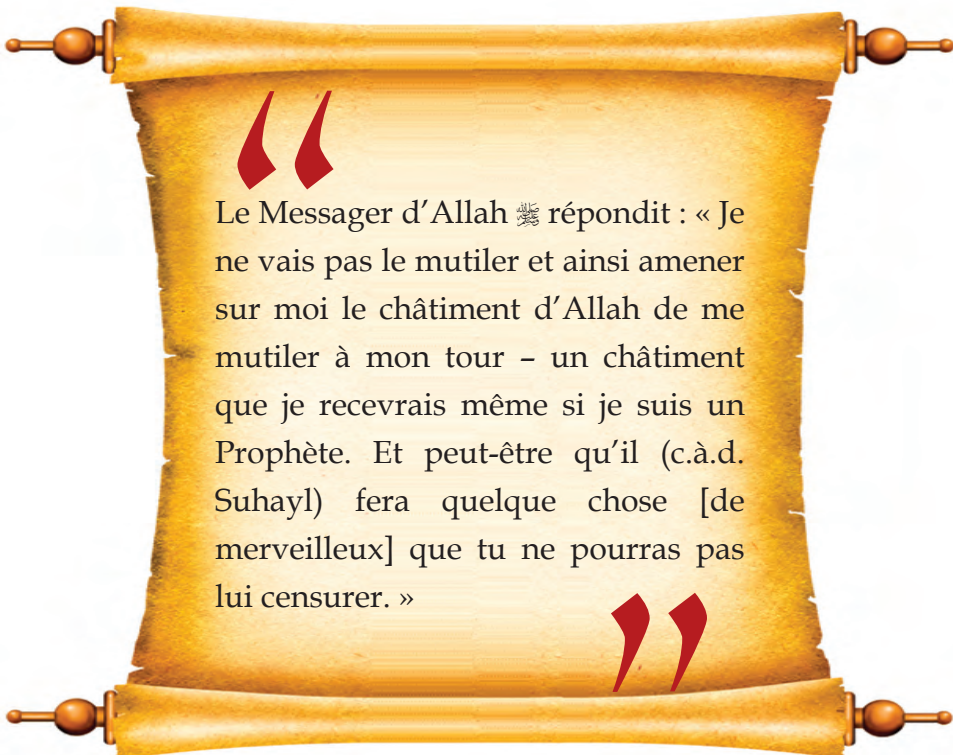 “
Le Messager d’Allah ﷺ répondit : « Je
ne vais pas le mutiler et ainsi amener
sur moi le châtiment d’Allah de me
mutiler à mon tour – un châtiment
que je recevrais même si je suis un
Prophète. Et peut-être qu’il (c.à.d.
Suhayl) fera quelque chose [de
merveilleux] que tu ne pourras pas
lui censurer. »
”